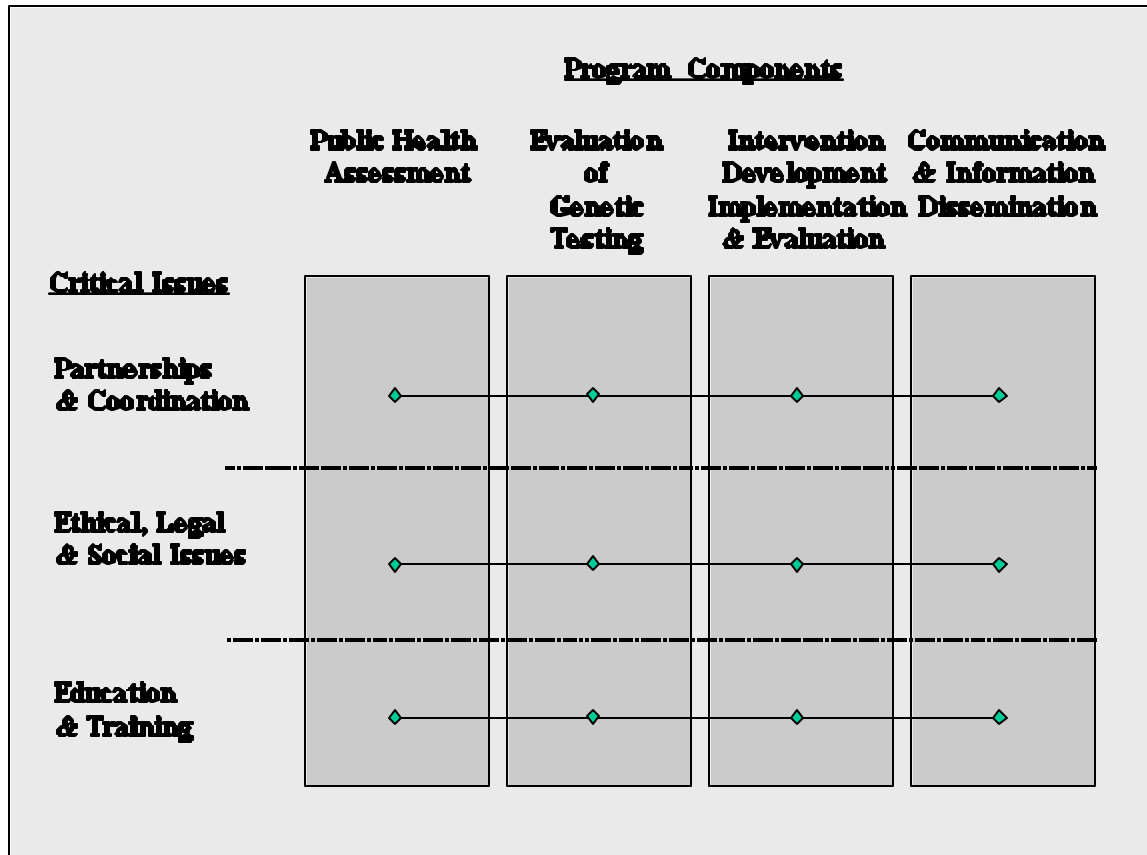 Program Components
Public Health
Assessment
Evaluation
of
Genetic
Testing
Intervention
Development
Implementation
& Evaluation
Communication
& Information
Dissemination
Critical Issues
Partnerships
& Coordination
Ethical, Legal
& Social Issues
Education
& Training